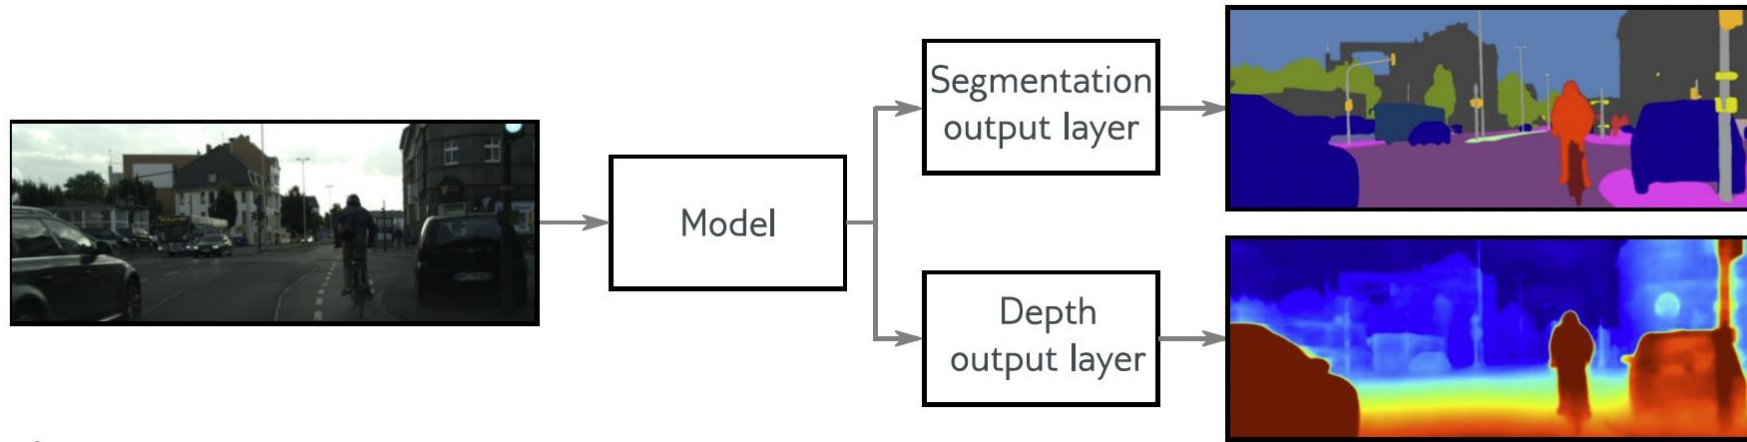 Model
Segmentation
output layer
Depth
output layer